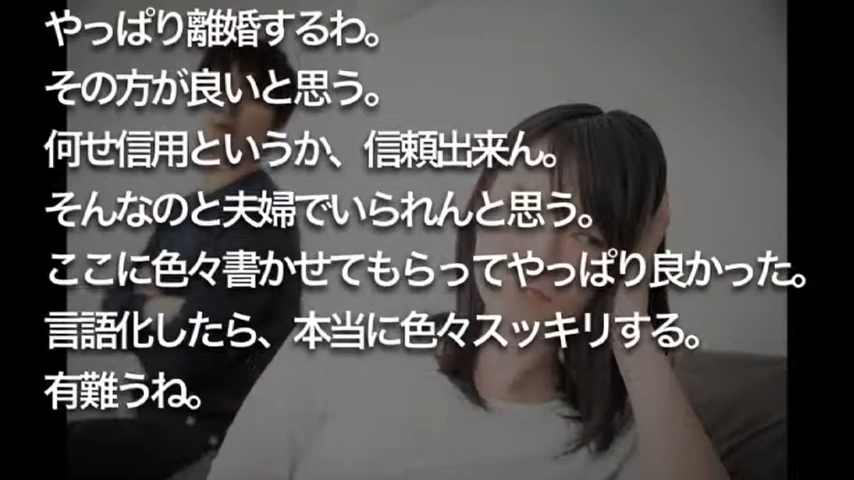 やっぱり離婚するわ。
その方が良いと思う。
何せ信用というか、信頼出来ん。
そんなのと夫婦でいられんと思う。
ここに色々書かせてもらってやっぱり良かった。
言語化したら、本当に色々スッキリする。
有難うね。